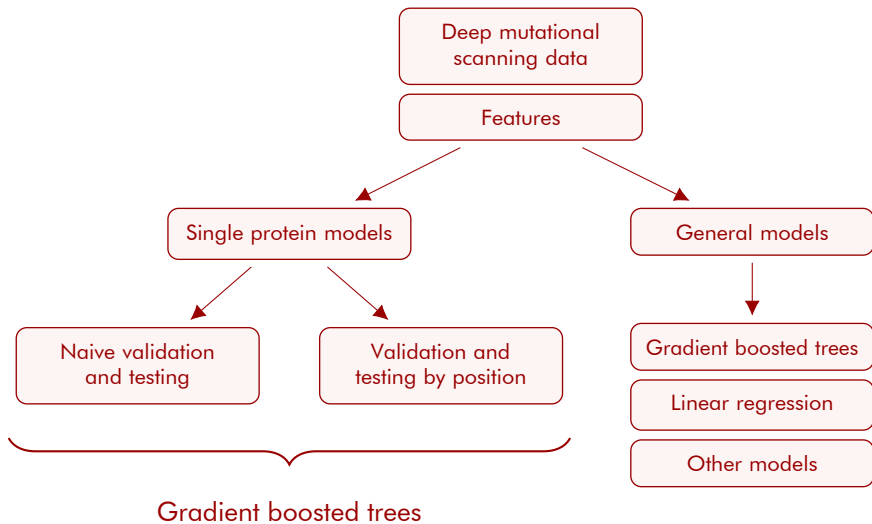 Deep mutational
scanning data
Features
Single protein models
General models
Naive validation
and testing
Validation and
testing by position
Gradient boosted trees
Linear regression
Other models
Gradient boosted trees